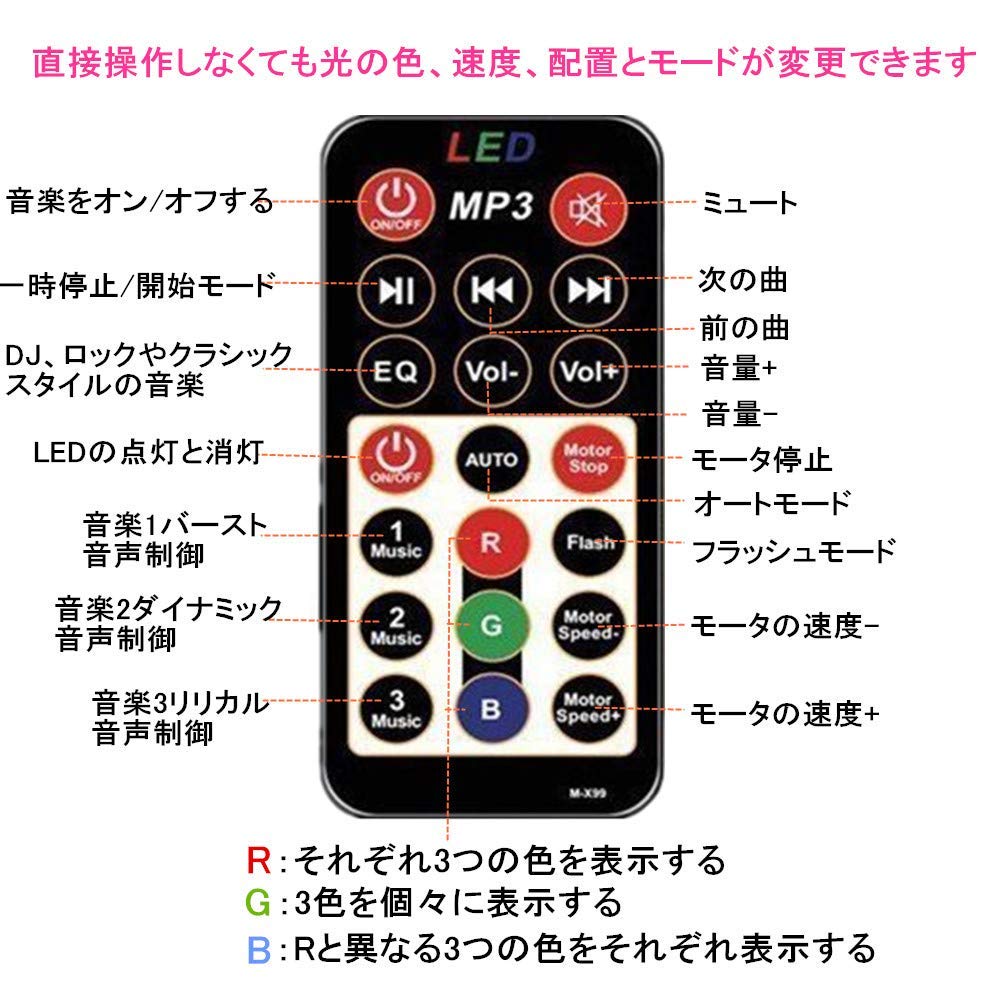 直接操作しなくても光の色、速度、配置とモードが変更できます
LED
音楽をオン/オフする
ON/OFF
MP3
ミュート
一時停止/開始モード
次の曲
前の曲
DJ、ロックやクラシック
スタイルの音楽
EQ
Vol-
Vol+
音量+
音量-
LEDの点灯と消灯
ON/OFF
AUTO
Motor
Stop
モータ停止
オートモード
音楽1バースト
音声制御
1
Music
R
Flash
フラッシュモード
音楽2ダイナミック
音声制御
2
Music
G
Motor
Speed-
モータの速度-
音楽3リリカル
音声制御
3
Music
B
Motor
Speed+
モータの速度+
M-X99
R:それぞれ3つの色を表示する
G:3色を個々に表示する
B:Rと異なる3つの色をそれぞれ表示する